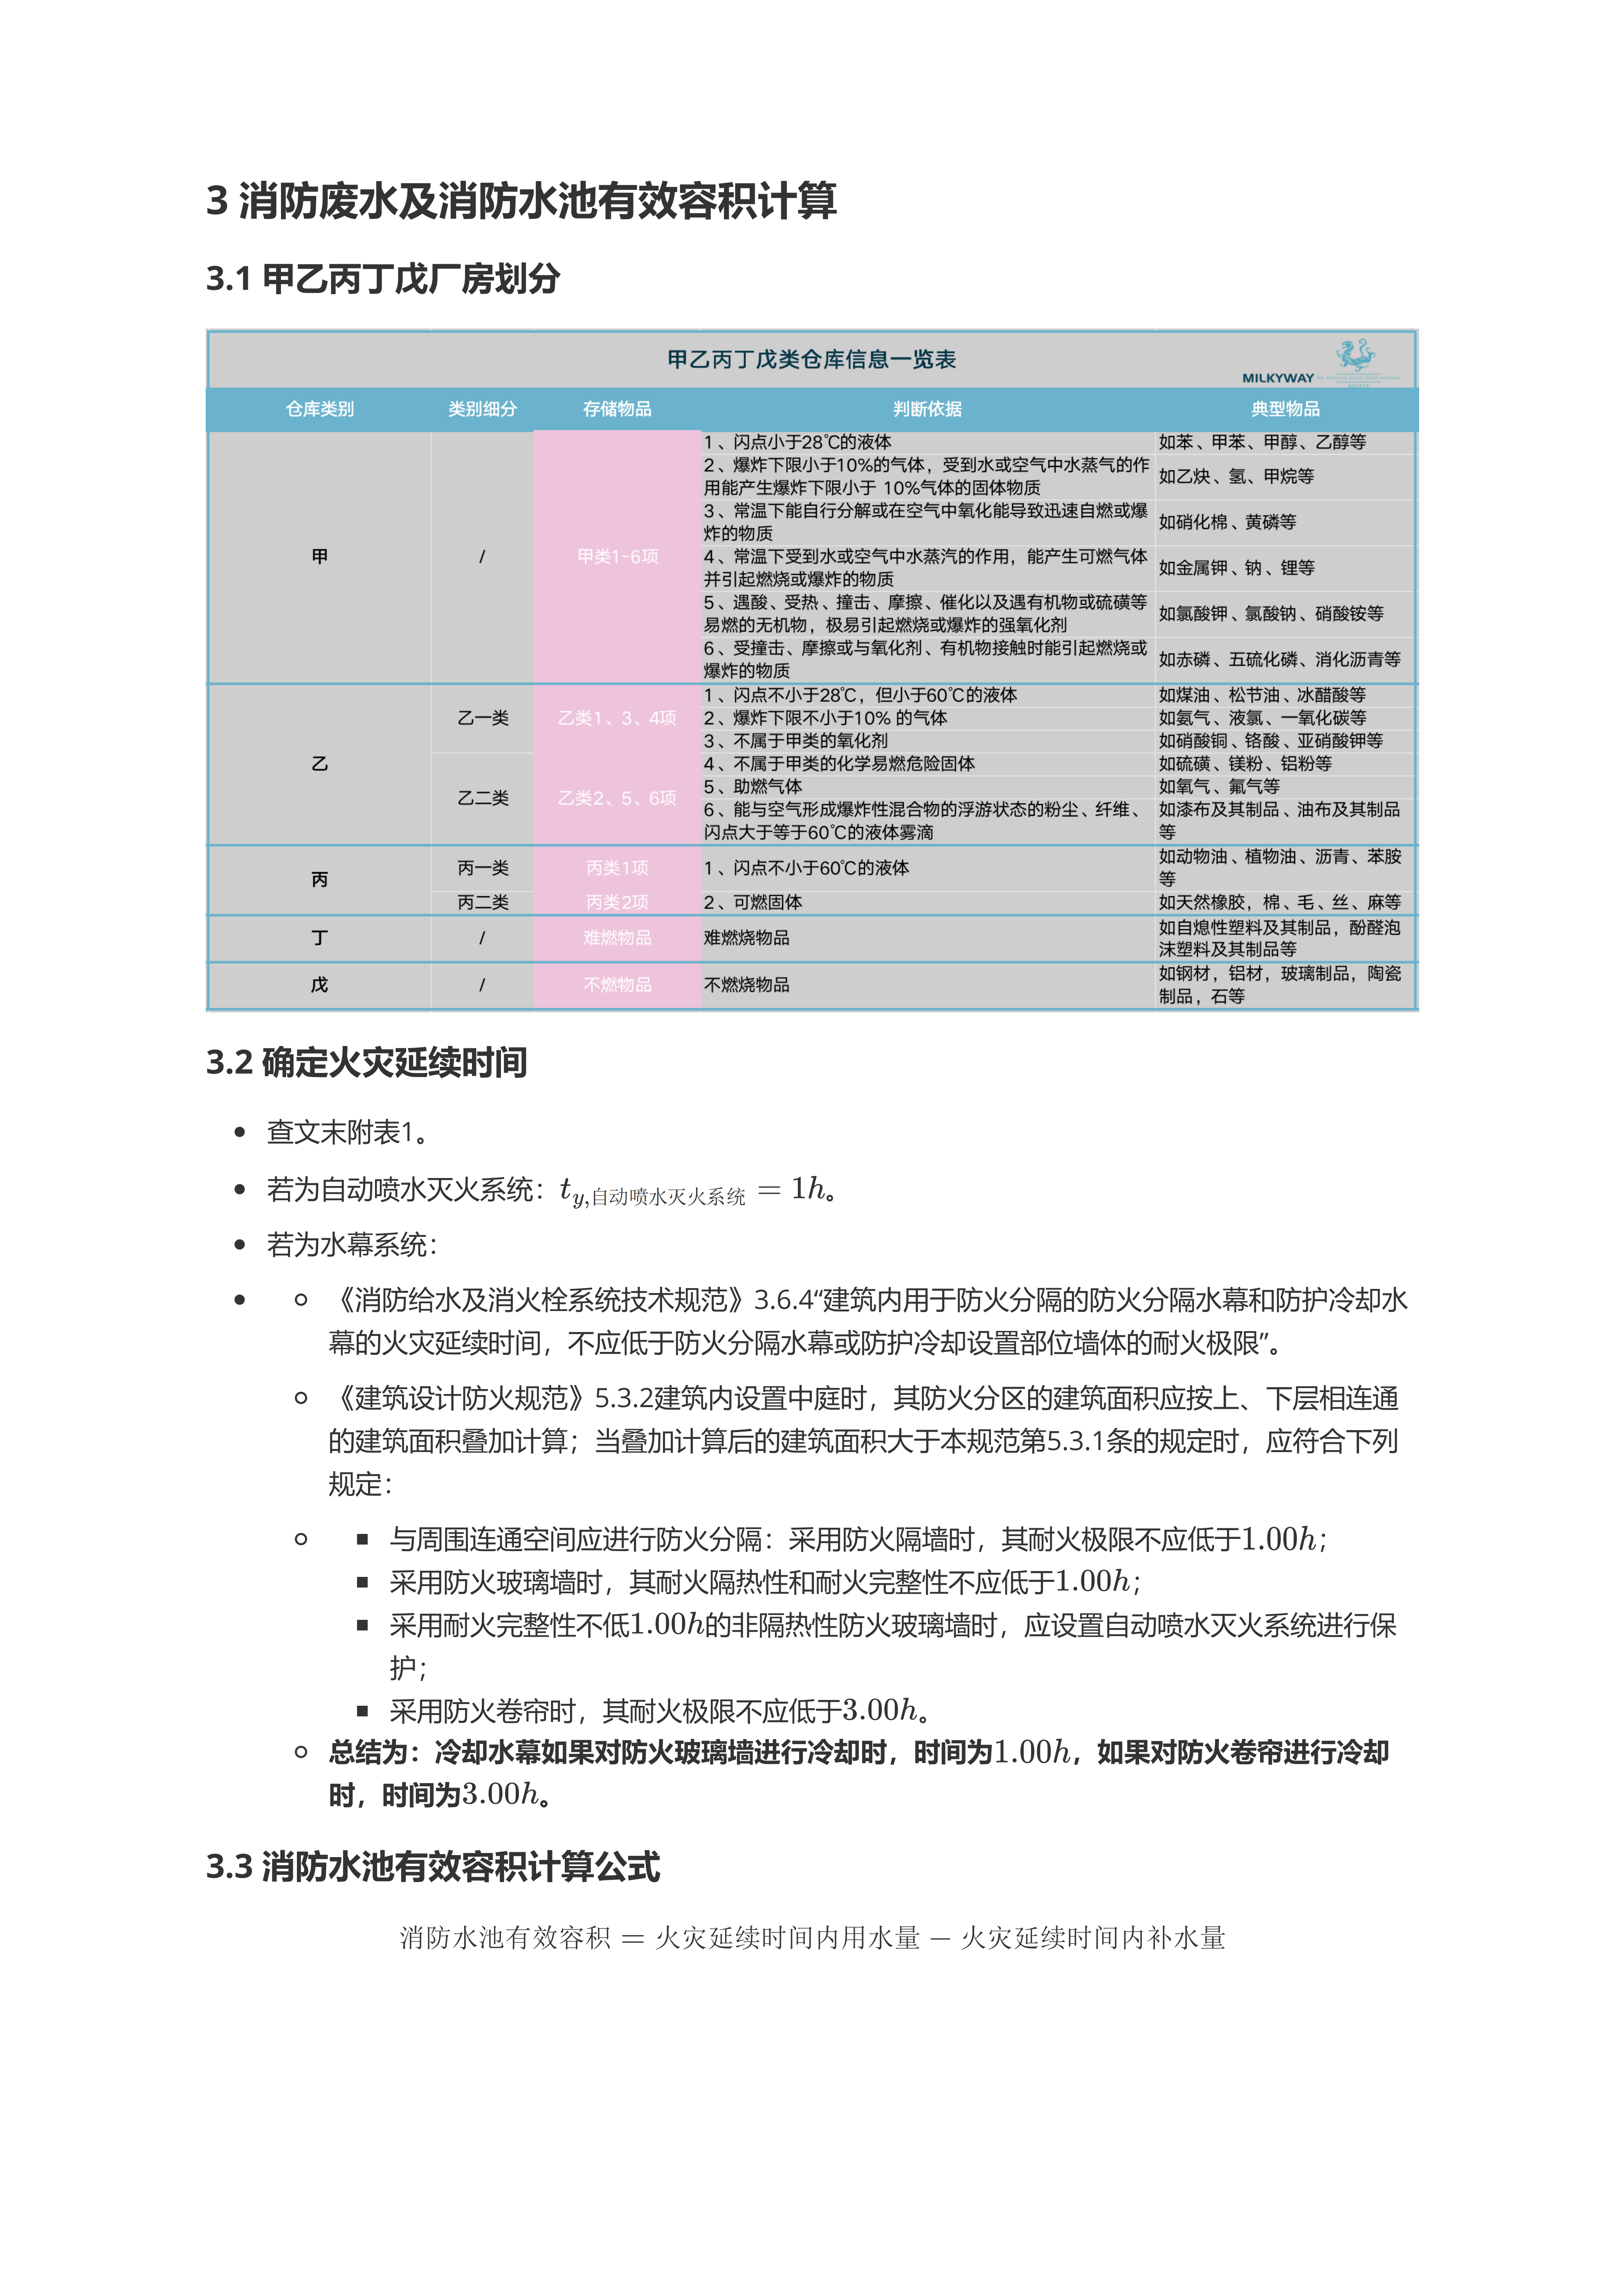 3 消防废水及消防水池有效容积计算
3.1 甲乙丙丁戊厂房划分
甲乙丙丁戊类仓库信息一览表
MILKYWAY
仓库类别 类别细分 存储物品 判断依据 典型物品
甲 / 甲类1-6项
1、闪点小于28℃的液体 如苯、甲苯、甲醇、乙醇等
2、爆炸下限小于10%的气体，受到水或空气中水蒸气的作
用能产生爆炸下限小于 10%气体的固体物质
如乙炔、氢、甲烷等
3、常温下能自行分解或在空气中氧化能导致迅速自燃或爆
炸的物质
如硝化棉、黄磷等
4、常温下受到水或空气中水蒸汽的作用，能产生可燃气体
并引起燃烧或爆炸的物质
如金属钾、钠、锂等
5、遇酸、受热、撞击、摩擦、催化以及遇有机物或硫磺等
易燃的无机物，极易引起燃烧或爆炸的强氧化剂
如氯酸钾、氯酸钠、硝酸铵等
6、受撞击、摩擦或与氧化剂、有机物接触时能引起燃烧或
爆炸的物质
如赤磷、五硫化磷、消化沥青等
乙
乙一类 乙类1、3、4项
1、闪点不小于28℃，但小于60℃的液体 如煤油、松节油、冰醋酸等
2、爆炸下限不小于10% 的气体 如氨气、液氯、一氧化碳等
3、不属于甲类的氧化剂 如硝酸铜、铬酸、亚硝酸钾等
乙二类 乙类2、5、6项
4、不属于甲类的化学易燃危险固体 如硫磺、镁粉、铝粉等
5、助燃气体 如氧气、氟气等
6、能与空气形成爆炸性混合物的浮游状态的粉尘、纤维、
闪点大于等于60℃的液体雾滴
如漆布及其制品、油布及其制品
等
丙
丙一类 丙类1项 1、闪点不小于60℃的液体
如动物油、植物油、沥青、苯胺
等
丙二类 丙类2项 2、可燃固体 如天然橡胶，棉、毛、丝、麻等
丁 / 难燃物品 难燃烧物品
如自熄性塑料及其制品，酚醛泡
沫塑料及其制品等
戊 / 不燃物品 不燃烧物品
如钢材，铝材，玻璃制品，陶瓷
制品，石等
3.2 确定火灾延续时间
• 查文末附表1。
• 若为自动喷水灭火系统：t_{y,自动喷水灭火系统} = 1h。
• 若为水幕系统：
《消防给水及消火栓系统技术规范》3.6.4“建筑内用于防火分隔的防火分隔水幕和防护冷却水
幕的火灾延续时间，不应低于防火分隔水幕或防护冷却设置部位墙体的耐火极限”。
《建筑设计防火规范》5.3.2建筑内设置中庭时，其防火分区的建筑面积应按上、下层相连通
的建筑面积叠加计算；当叠加计算后的建筑面积大于本规范第5.3.1条的规定时，应符合下列
规定：
与周围连通空间应进行防火分隔：采用防火隔墙时，其耐火极限不应低于1.00h；
采用防火玻璃墙时，其耐火隔热性和耐火完整性不应低于1.00h；
采用耐火完整性不低1.00h的非隔热性防火玻璃墙时，应设置自动喷水灭火系统进行保
护；
采用防火卷帘时，其耐火极限不应低于3.00h。
总结为：冷却水幕如果对防火玻璃墙进行冷却时，时间为1.00h，如果对防火卷帘进行冷却
时，时间为3.00h。
3.3 消防水池有效容积计算公式
消防水池有效容积 = 火灾延续时间内用水量 − 火灾延续时间内补水量